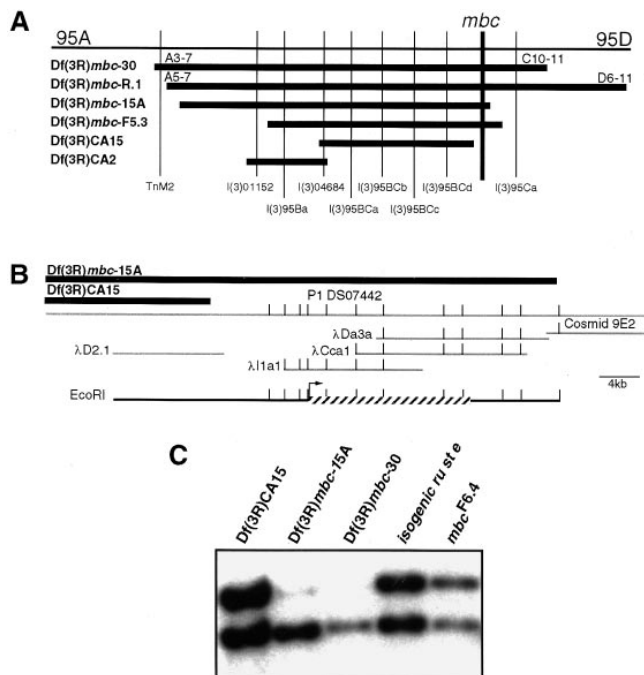 A
mbc
95A 95D
Df(3R)mbc-30 A3-7 C10-11
Df(3R)mbc-R.1 A5-7 D6-11
Df(3R)mbc-15A
Df(3R)mbc-F5.3
Df(3R)CA15
Df(3R)CA2
TnM2 l(3)01152 l(3)04684 l(3)95BCb l(3)95BCd l(3)95Ca
l(3)95Ba l(3)95BCa l(3)95BCc
B
Df(3R)mbc-15A
Df(3R)CA15
P1 DS07442
Cosmid 9E2
λDa3a
λD2.1 λCca1
λI1a1
4kb
EcoRI
C
Df(3R)CA15
Df(3R)mbc-15A
Df(3R)mbc-30
isogenic ru st e
mbcF6.4